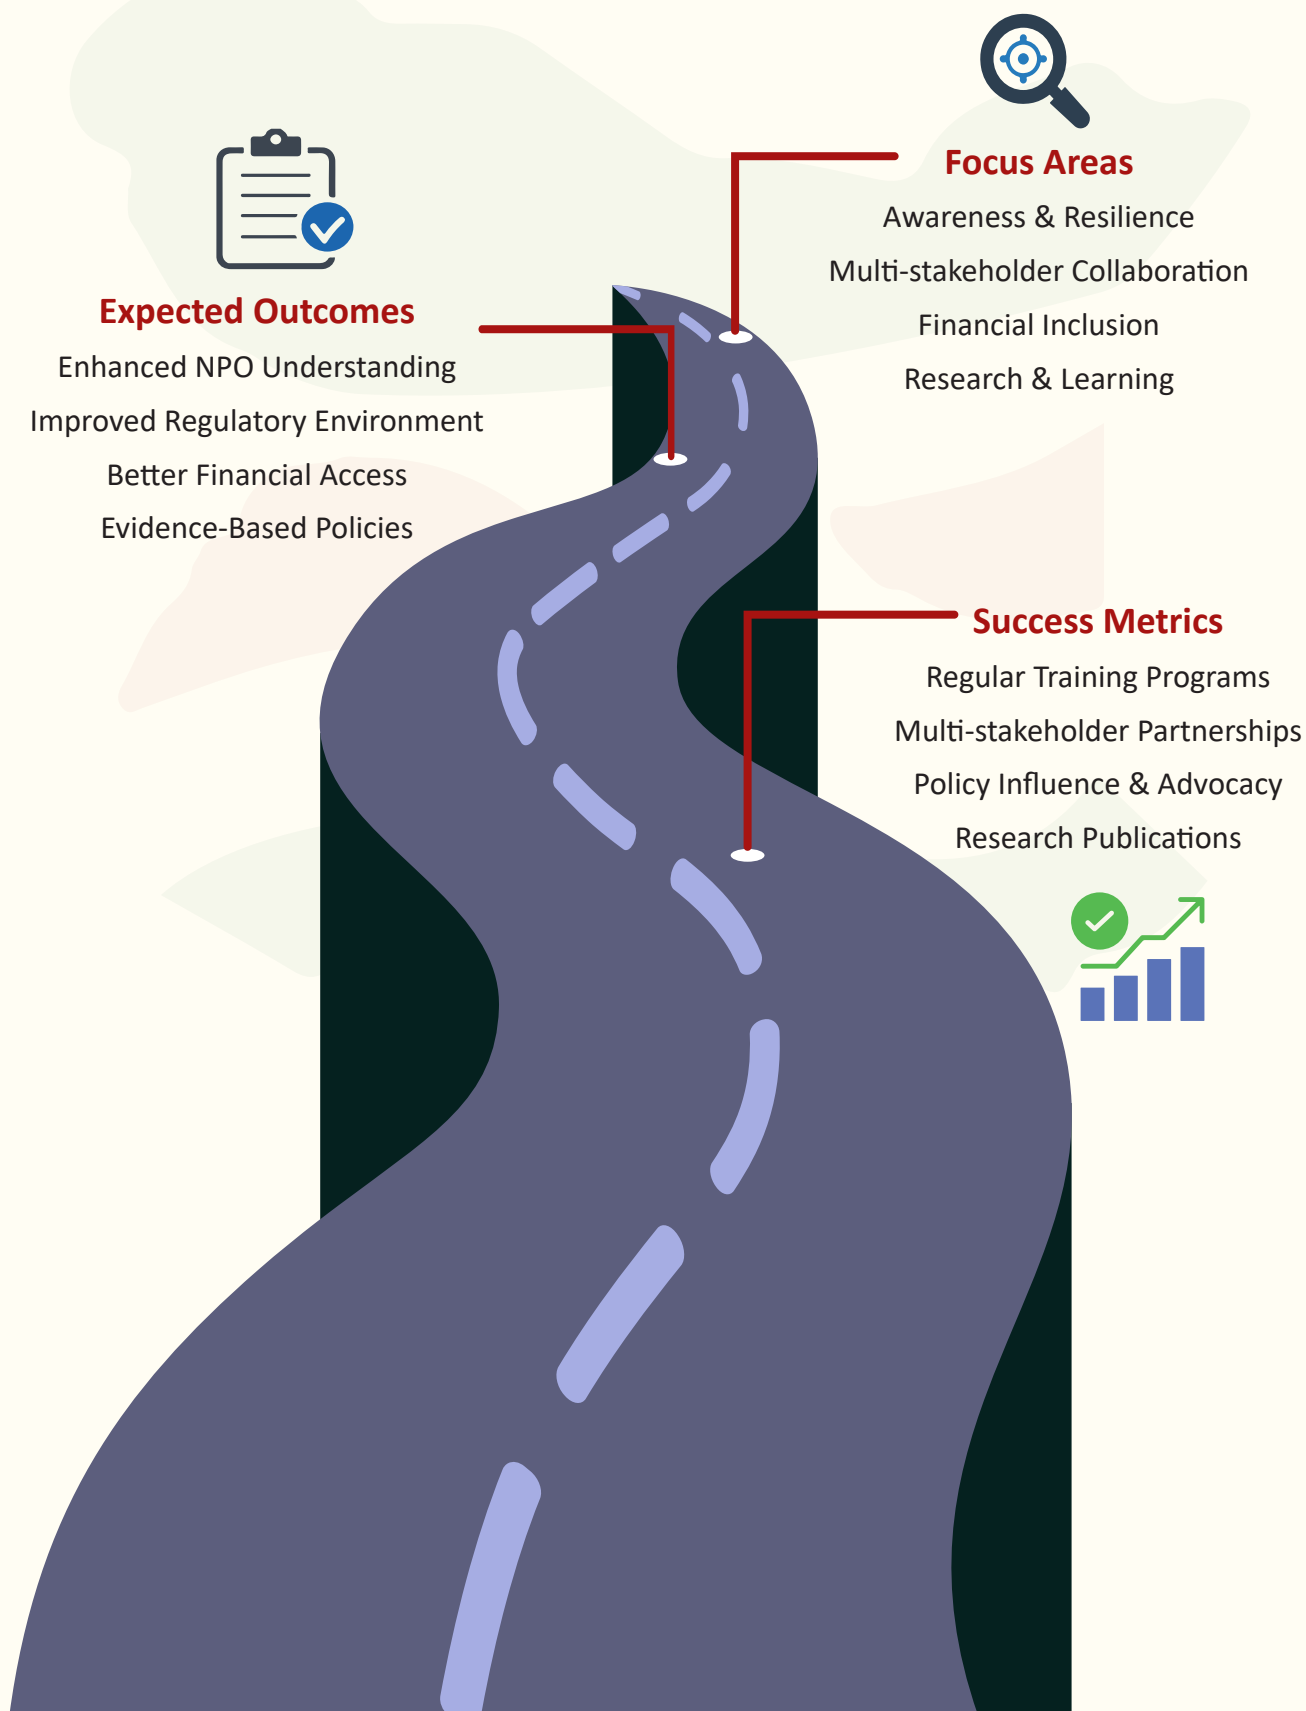 Focus Areas
Awareness & Resilience
Multi-stakeholder Collaboration
Financial Inclusion
Research & Learning
Expected Outcomes
Enhanced NPO Understanding
Improved Regulatory Environment
Better Financial Access
Evidence-Based Policies
Success Metrics
Regular Training Programs
Multi-stakeholder Partnerships
Policy Influence & Advocacy
Research Publications